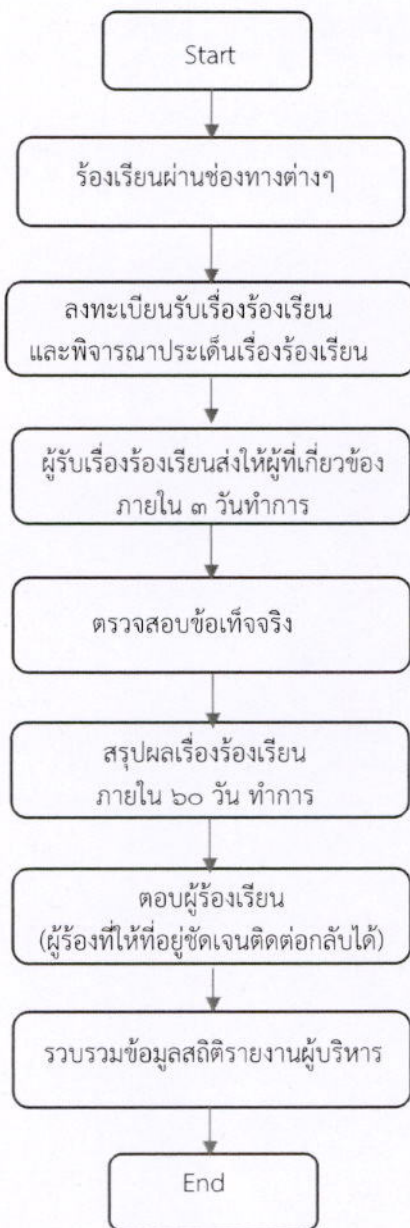 Start
ร้องเรียนผ่านช่องทางต่างๆ
ลงทะเบียนรับเรื่องร้องเรียน
และพิจารณาประเด็นเรื่องร้องเรียน
ผู้รับเรื่องร้องเรียนส่งให้ผู้ที่เกี่ยวข้อง
ภายใน ๓ วันทำการ
ตรวจสอบข้อเท็จจริง
สรุปผลเรื่องร้องเรียน
ภายใน ๖๐ วัน ทำการ
ตอบผู้ร้องเรียน
(ผู้ร้องที่ให้ที่อยู่ชัดเจนติดต่อกลับได้)
รวบรวมข้อมูลสถิติรายงานผู้บริหาร
End